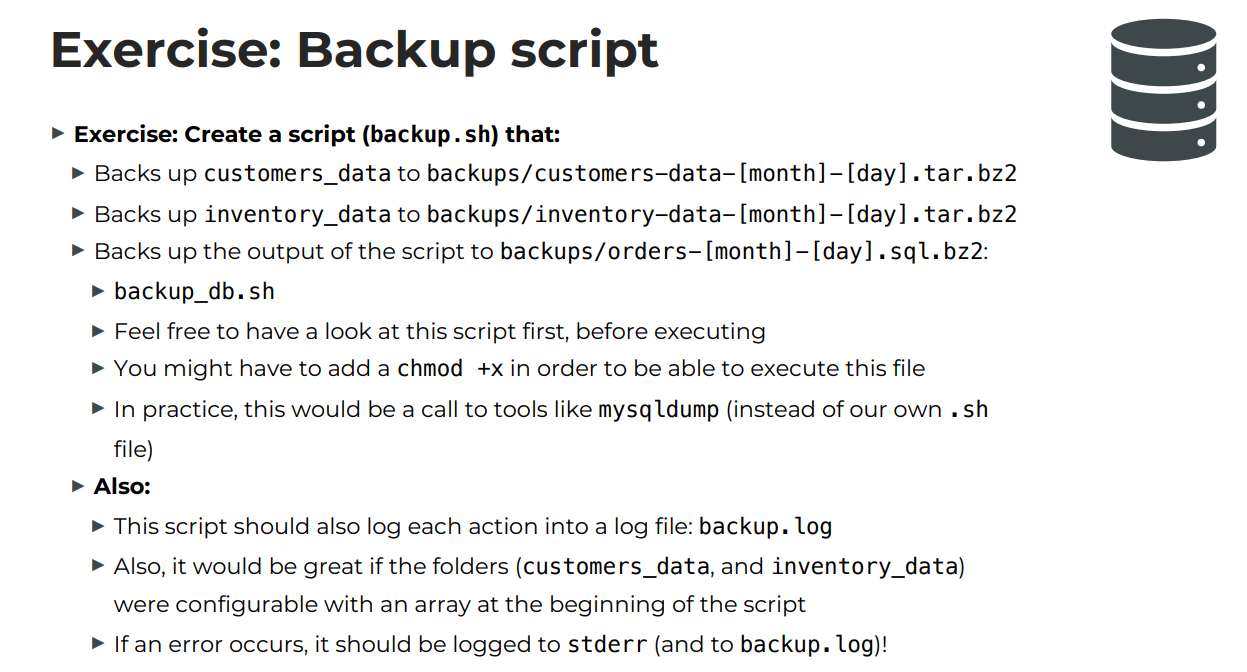 Exercise: Backup script
► Exercise: Create a script (backup.sh) that:
► Backs up customers_data to backups/customers-data-[month]-[day].tar.bz2
► Backs up inventory_data to backups/inventory-data-[month]-[day].tar.bz2
► Backs up the output of the script to backups/orders-[month]-[day].sql.bz2:
► backup_db.sh
► Feel free to have a look at this script first, before executing
► You might have to add a chmod +x in order to be able to execute this file
► In practice, this would be a call to tools like mysqldump (instead of our own .sh
file)
► Also:
► This script should also log each action into a log file: backup.log
► Also, it would be great if the folders (customers_data, and inventory_data)
were configurable with an array at the beginning of the script
► If an error occurs, it should be logged to stderr (and to backup.log)!